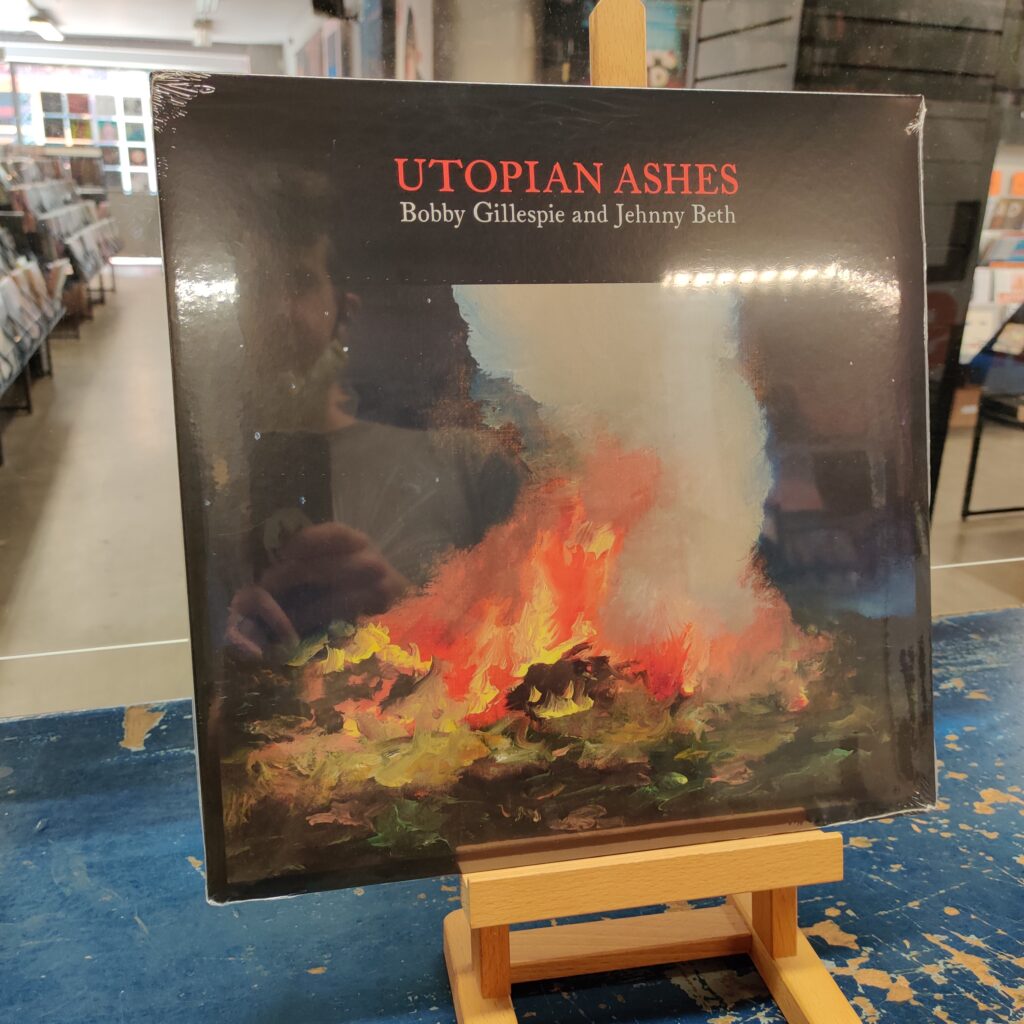 UTOPIAN ASHES
Bobby Gillespie and Jehnny Beth